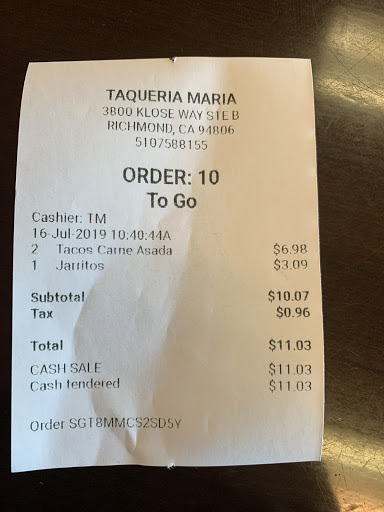 TAQUERIA MARIA
3800 KLOSE WAY STE B
RICHMOND, CA 94806
5107588155
ORDER: 10
To Go
Cashier: TM
16-Jul-2019 10:40:44A
2 Tacos Carne Asada $6.98
1 Jarritos $3.09
Subtotal $10.07
Tax $0.96
Total $11.03
CASH SALE $11.03
Cash tendered $11.03
Order SGT8MMCS2SD5Y